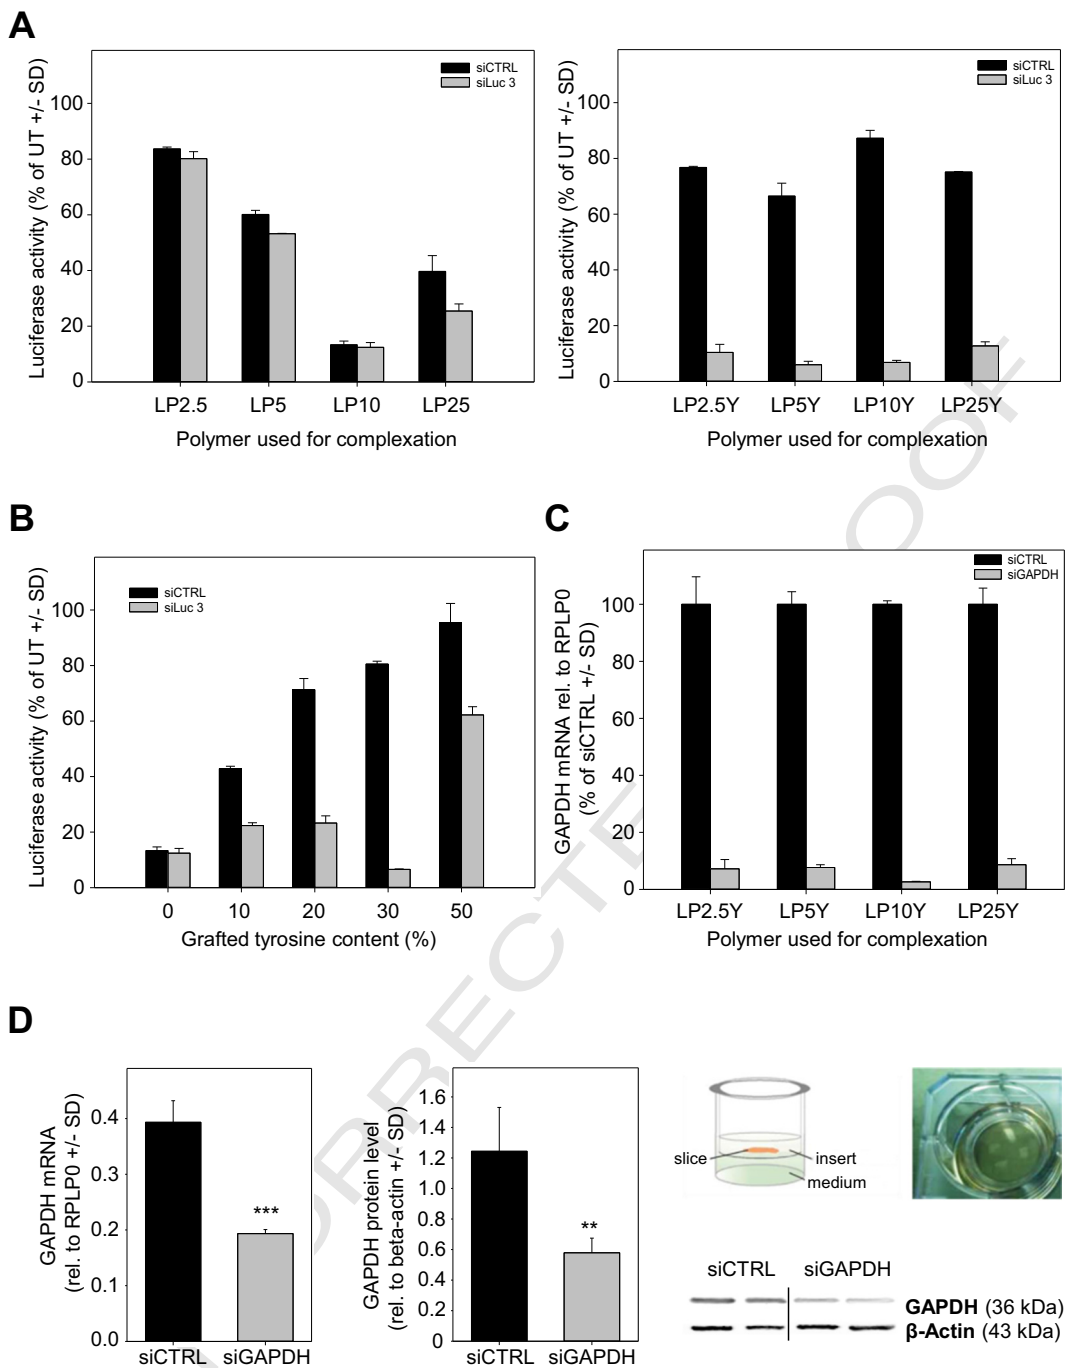 A
Luciferase activity (% of UT +/- SD)
100
80
60
40
20
0
siCTRL
siLuc 3
LP2.5 LP5 LP10 LP25
Polymer used for complexation
Luciferase activity (% of UT +/- SD)
100
80
60
40
20
0
siCTRL
siLuc 3
LP2.5Y LP5Y LP10Y LP25Y
Polymer used for complexation
B
Luciferase activity (% of UT +/- SD)
100
80
60
40
20
0
siCTRL
siLuc 3
0 10 20 30 50
Grafted tyrosine content (%)
C
GAPDH mRNA rel. to RPLP0
(% of siCTRL +/- SD)
100
80
60
40
20
0
siCTRL
siGAPDH
LP2.5Y LP5Y LP10Y LP25Y
Polymer used for complexation
D
GAPDH mRNA
(rel. to RPLP0 +/- SD)
0.4
0.3
0.2
0.1
0.0
***
siCTRL siGAPDH
GAPDH protein level
(rel. to beta-actin +/- SD)
1.6
1.4
1.2
1.0
0.8
0.6
0.4
0.2
0
**
siCTRL siGAPDH
slice
insert
medium
siCTRL siGAPDH
GAPDH (36 kDa)
β-Actin (43 kDa)